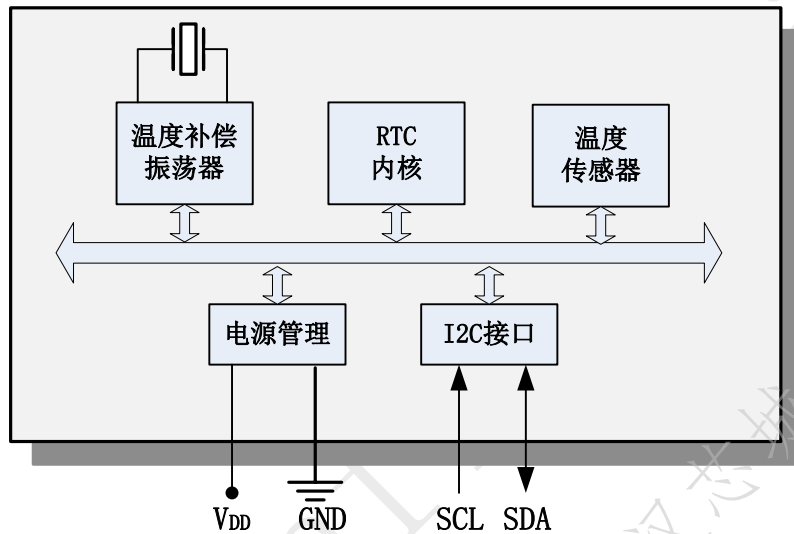 温度补偿
振荡器
RTC
内核
温度
传感器
电源管理
I2C接口
VDD
GND
SCL
SDA